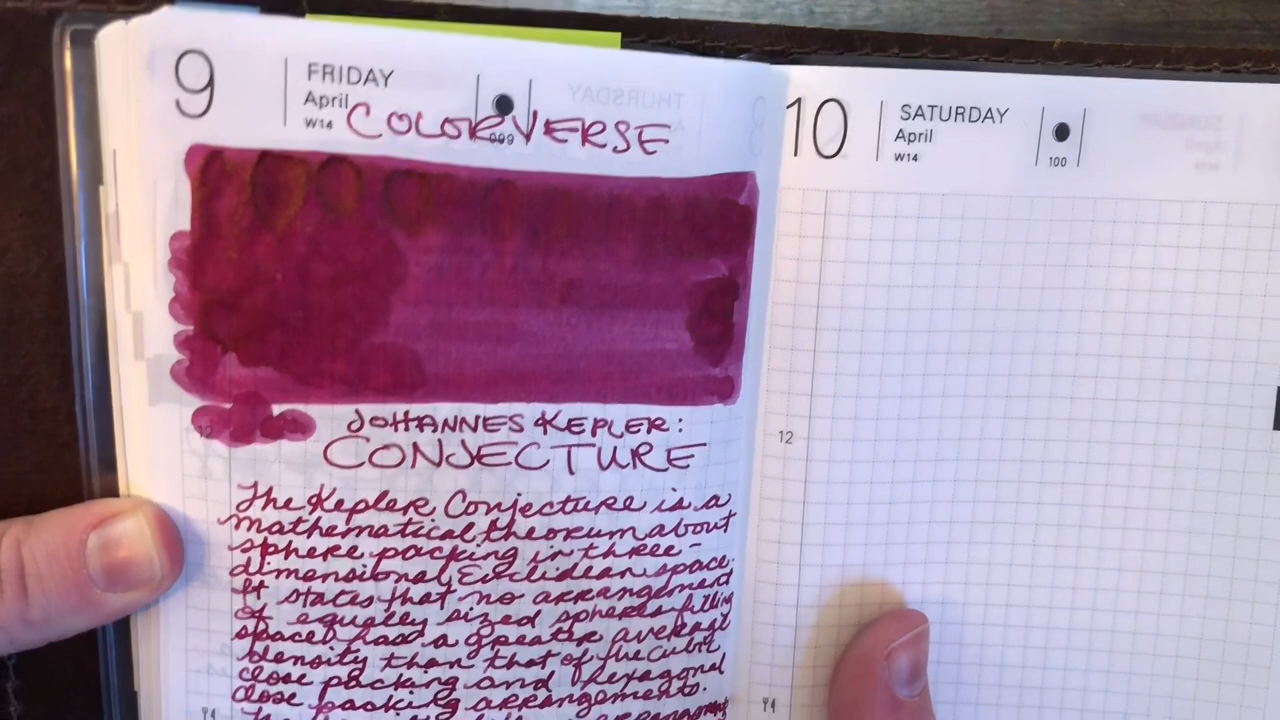 9
FRIDAY
April
W14
099
COLORVERSE
JOHANNES KEPLER:
CONJECTURE
The Kepler Conjecture is a
mathematical theorum about
sphere packing in three-
dimensional Euclidean space.
It states that no arrangement
of equally sized spheres filling
space has a greater average
density than that of the cubic
close packing and hexagonal
close packing arrangements.
12
10
SATURDAY
April
W14
100
12
THURSDAY
8